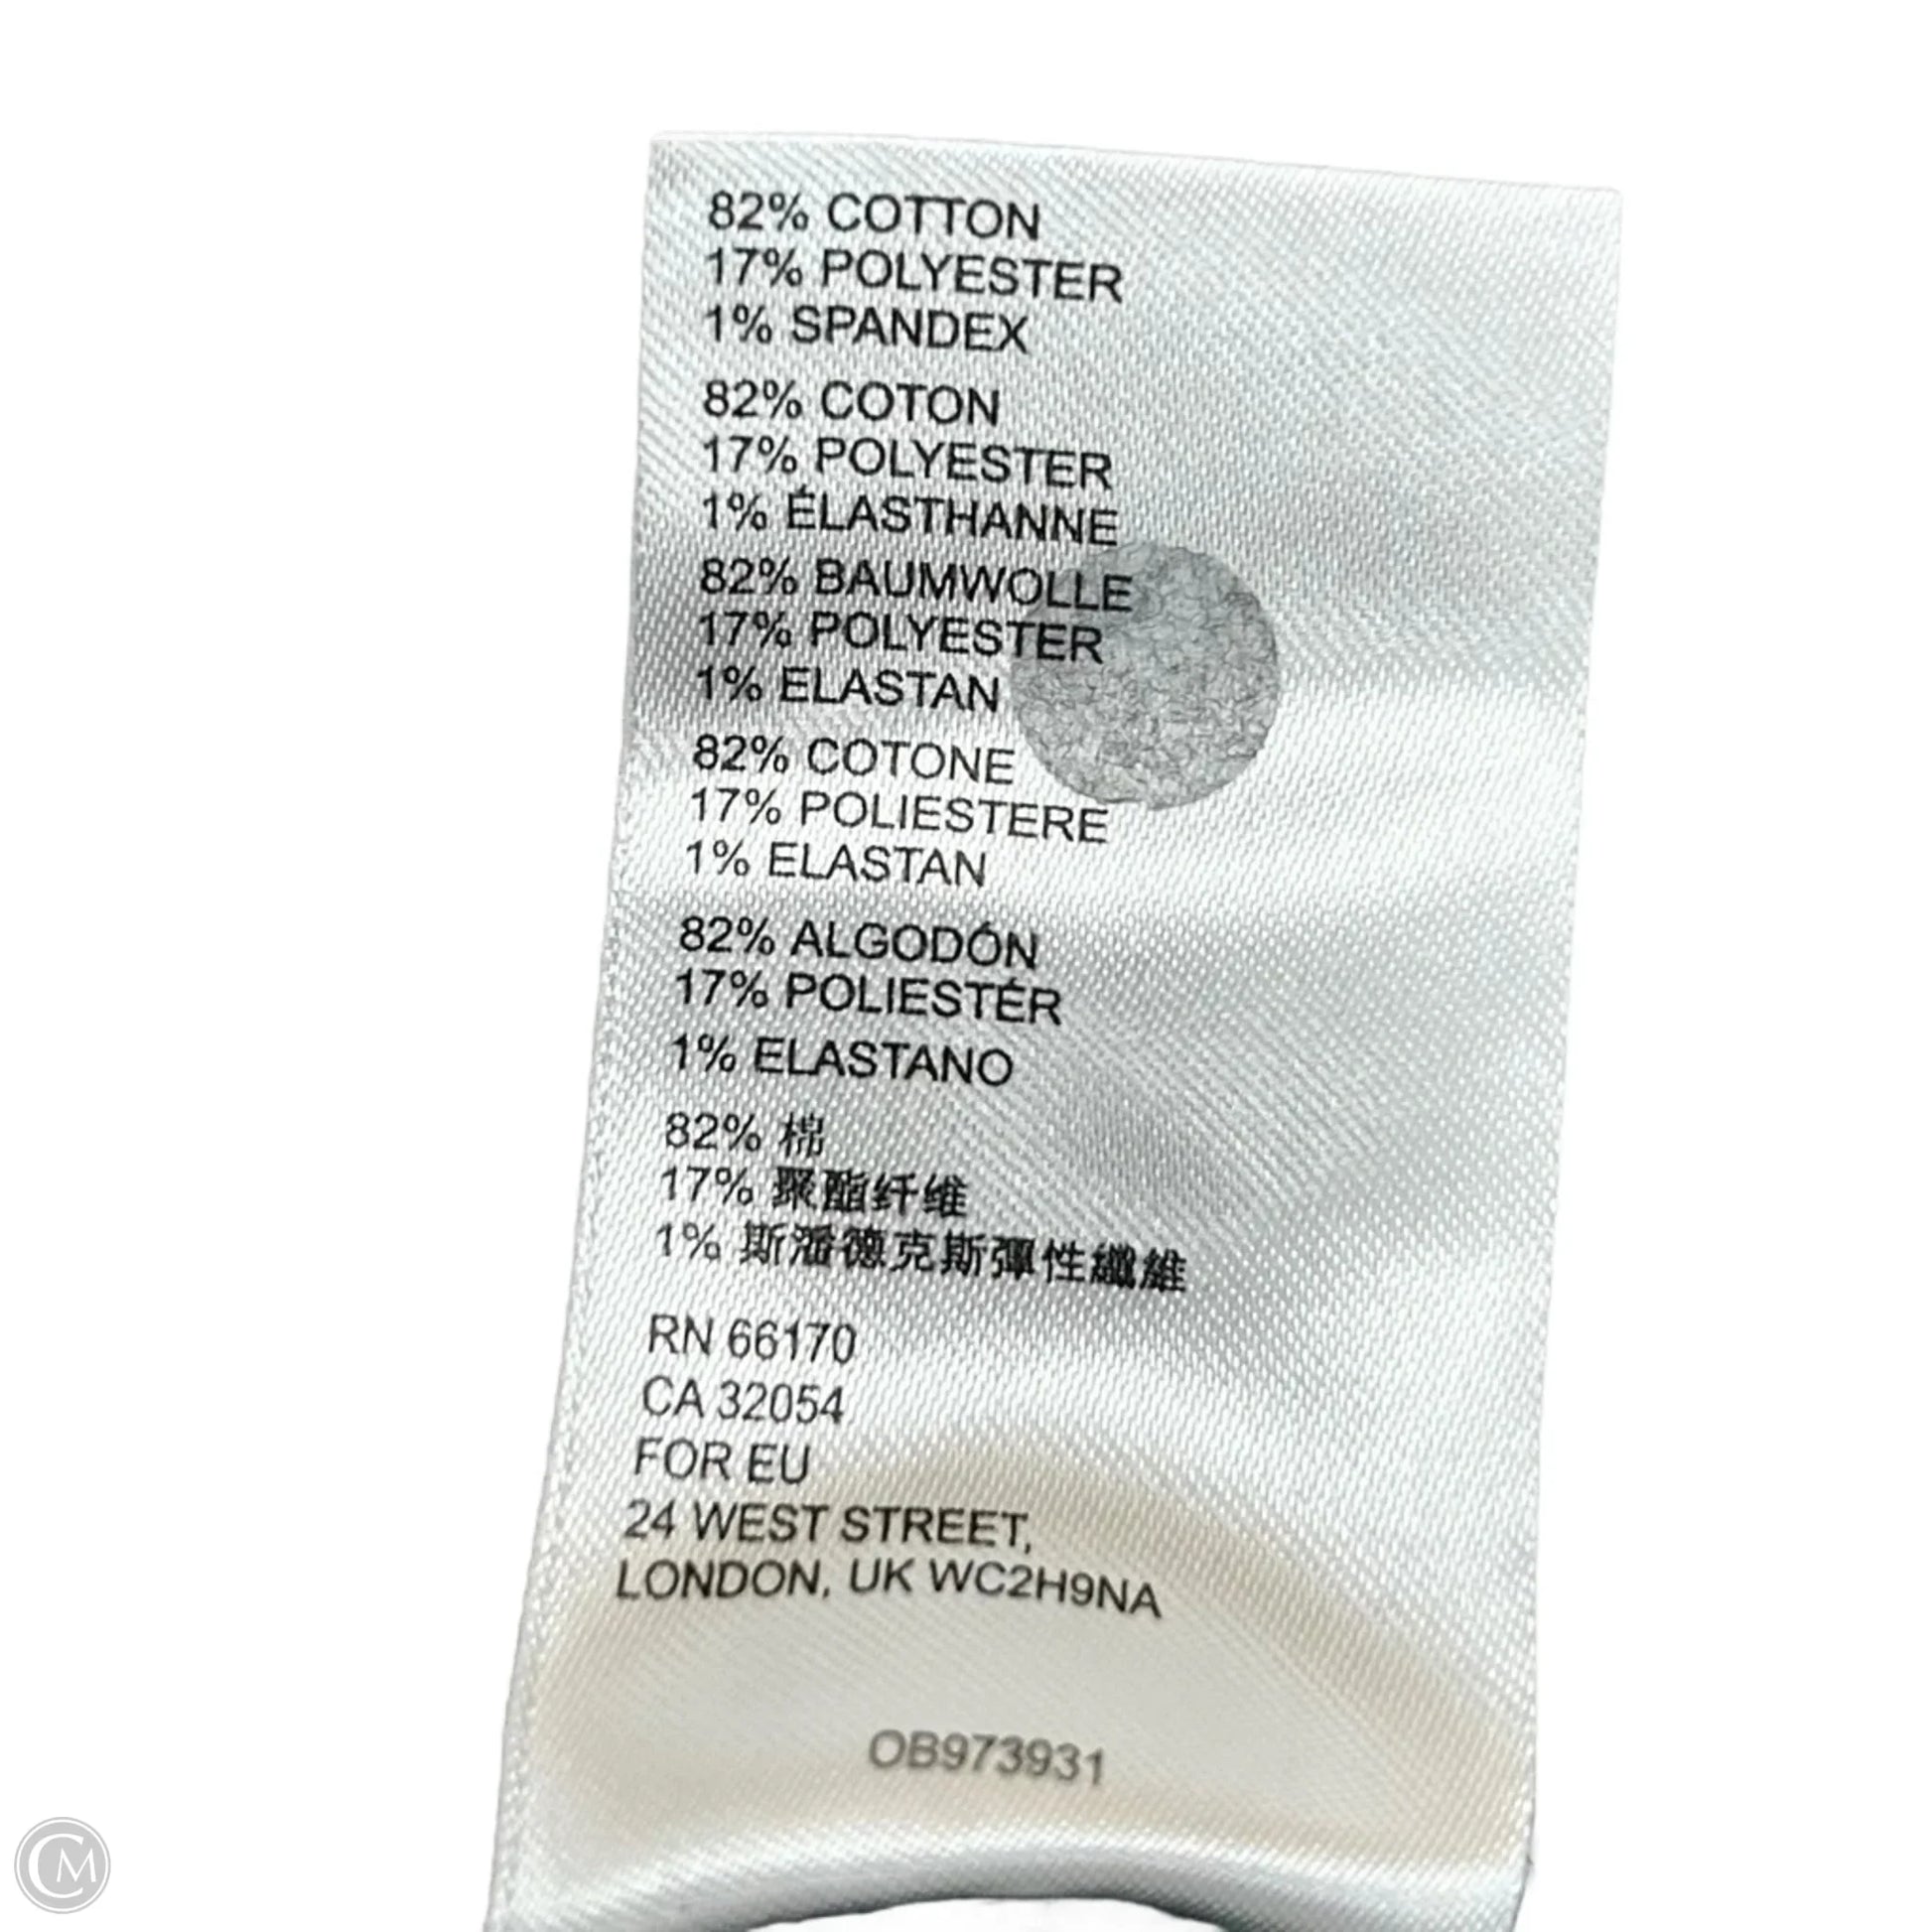 82% COTTON
17% POLYESTER
1% SPANDEX
82% COTON
17% POLYESTER
1% ÉLASTHANNE
82% BAUMWOLLE
17% POLYESTER
1% ELASTAN
82% COTONE
17% POLIESTERE
1% ELASTAN
82% ALGODÓN
17% POLIESTÉR
1% ELASTANO
82% 棉
17% 聚酯纤维
1% 斯潘德克斯彈性纖維
RN 66170
CA 32054
FOR EU
24 WEST STREET,
LONDON, UK WC2H9NA
OB973931
CM